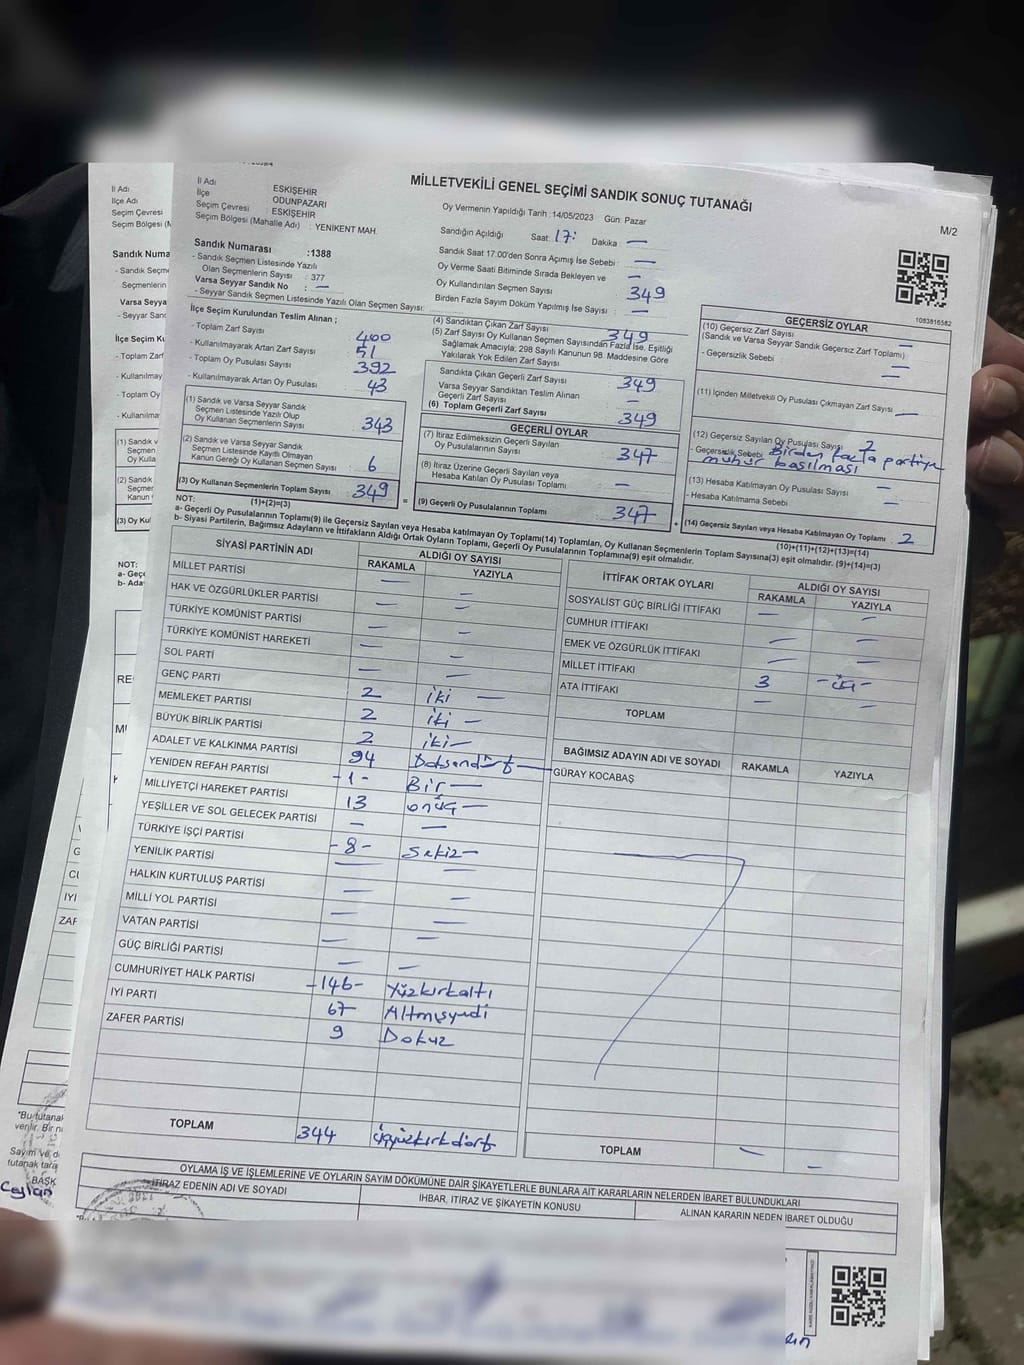 İl Adı
İlçe Adı
Seçim Çevresi
Seçim Bölgesi
Sandık Numa
MİLLETVEKİLİ GENEL SEÇİMİ SANDIK SONUÇ TUTANAĞI
M/2
İl Adı ESKİŞEHİR
İlçe ODUNPAZARI
Seçim Çevresi : ESKİŞEHİR
Seçim Bölgesi (Mahalle Adı) : YENİKENT MAH.
Sandık Numarası :1388
- Sandık Seçmen Listesinde Yazılı
Olan Seçmenlerin Sayısı : 377
Varsa Seyyar Sandık No : —
- Seyyar Sandık Seçmen Listesinde Yazılı Olan Seçmen Sayısı:
Oy Vermenin Yapıldığı Tarih :14/05/2023 Gün: Pazar
Sandığın Açıldığı Saat: 17: Dakika : —
Sandık Saat 17.00'den Sonra Açımış İse Sebebi : —
Oy Verme Saati Bitiminde Sırada Bekleyen ve —
Oy Kullandırılan Seçmen Sayısı : 349
Birden Fazla Sayım Döküm Yapılmış İse Sayısı : —
1083816582
İlçe Seçim Kurulundan Teslim Alınan ;
- Toplam Zarf Sayısı : 400
- Kullanılmayarak Artan Zarf Sayısı : 51
- Toplam Oy Pusulası Sayısı : 392
- Kullanılmayarak Artan Oy Pusulası : 43
(1) Sandık ve Varsa Seyyar Sandık
Seçmen Listesinde Yazılı Olup
Oy Kullanan Seçmenlerin Sayısı : 343
(2) Sandık ve Varsa Seyyar Sandık
Seçmen Listesinde Kayıtlı Olmayan
Kanun Gereği Oy Kullanan Seçmen Sayısı : 6
(3) Oy Kullanan Seçmenlerin Toplam Sayısı : 349
(1)+(2)=(3)
(4) Sandıktan Çıkan Zarf Sayısı : 349
(5) Zarf Sayısı Oy Kullanan Seçmen Sayısından Fazla İse, Eşitliği
Sağlamak Amacıyla; 298 Sayılı Kanunun 98. Maddesine Göre
Yakılarak Yok Edilen Zarf Sayısı
Sandıkta Çıkan Geçerli Zarf Sayısı : 349
Varsa Seyyar Sandıktan Teslim Alınan
Geçerli Zarf Sayısı : —
(6) Toplam Geçerli Zarf Sayısı : 349
GEÇERLİ OYLAR
(7) İtiraz Edilmeksizin Geçerli Sayılan
Oy Pusulalarının Sayısı : 347
(8) İtiraz Üzerine Geçerli Sayılan veya
Hesaba Katılan Oy Pusulası Toplamı : —
= (9) Geçerli Oy Pusulalarının Toplamı : 347
GEÇERSİZ OYLAR
(10) Geçersiz Zarf Sayısı : —
(Sandık ve Varsa Seyyar Sandık Geçersiz Zarf Toplamı)
- Geçersizlik Sebebi : —
(11) İçinden Milletvekili Oy Pusulası Çıkmayan Zarf Sayısı : —
(12) Geçersiz Sayılan Oy Pusulası Sayısı : 2
- Geçersizlik Sebebi : Birden fazla partiye
mühür basılması
(13) Hesaba Katılmayan Oy Pusulası Sayısı : —
- Hesaba Katılmama Sebebi : —
+ (14) Geçersiz Sayılan veya Hesaba Katılmayan Oy Toplamı : 2
(10)+(11)+(12)+(13)=(14)
NOT:
a- Geçerli Oy Pusulalarının Toplamı(9) ile Geçersiz Sayılan veya Hesaba katılmayan Oy Toplamı(14) Toplamları, Oy Kullanan Seçmenlerin Toplam Sayısına(3) eşit olmalıdır. (9)+(14)=(3)
b- Siyasi Partilerin, Bağımsız Adayların ve İttifakların Aldığı Ortak Oyların Toplamı, Geçerli Oy Pusulalarının Toplamına(9) eşit olmalıdır.
SİYASİ PARTİNİN ADI ALDIĞI OY SAYISI
RAKAMLA YAZIYLA
MİLLET PARTİSİ — —
HAK VE ÖZGÜRLÜKLER PARTİSİ — —
TÜRKİYE KOMÜNİST PARTİSİ — —
TÜRKİYE KOMÜNİST HAREKETİ — —
SOL PARTİ — —
GENÇ PARTİ 2 iki —
MEMLEKET PARTİSİ 2 iki —
BÜYÜK BİRLİK PARTİSİ 2 iki —
ADALET VE KALKINMA PARTİSİ 94 Doksandört —
YENİDEN REFAH PARTİSİ -1- Bir —
MİLLİYETÇİ HAREKET PARTİSİ 13 onüç —
YEŞİLLER VE SOL GELECEK PARTİSİ — —
TÜRKİYE İŞÇİ PARTİSİ -8- Sekiz —
YENİLİK PARTİSİ — —
HALKIN KURTULUŞ PARTİSİ — —
MİLLİ YOL PARTİSİ — —
VATAN PARTİSİ — —
GÜÇ BİRLİĞİ PARTİSİ — —
CUMHURİYET HALK PARTİSİ -146- Yüzkırkaltı
İYİ PARTİ 67 Altmışyedi
ZAFER PARTİSİ 9 Dokuz
TOPLAM 344 üçyüzkırkdört
İTTİFAK ORTAK OYLARI ALDIĞI OY SAYISI
RAKAMLA YAZIYLA
SOSYALİST GÜÇ BİRLİĞİ İTTİFAKI — —
CUMHUR İTTİFAKI — —
EMEK VE ÖZGÜRLÜK İTTİFAKI — —
MİLLET İTTİFAKI 3 - üç -
ATA İTTİFAKI — —
TOPLAM
BAĞIMSIZ ADAYIN ADI VE SOYADI RAKAMLA YAZIYLA
GÜRAY KOCABAŞ
TOPLAM — —
OYLAMA İŞ VE İŞLEMLERİNE VE OYLARIN SAYIM DÖKÜMÜNE DAİR ŞİKAYETLERLE BUNLARA AİT KARARLARIN NELERDEN İBARET BULUNDUKLARI
İTİRAZ EDENİN ADI VE SOYADI
İHBAR, İTİRAZ VE ŞİKAYETİN KONUSU
ALINAN KARARIN NEDEN İBARET OLDUĞU
Ceylan